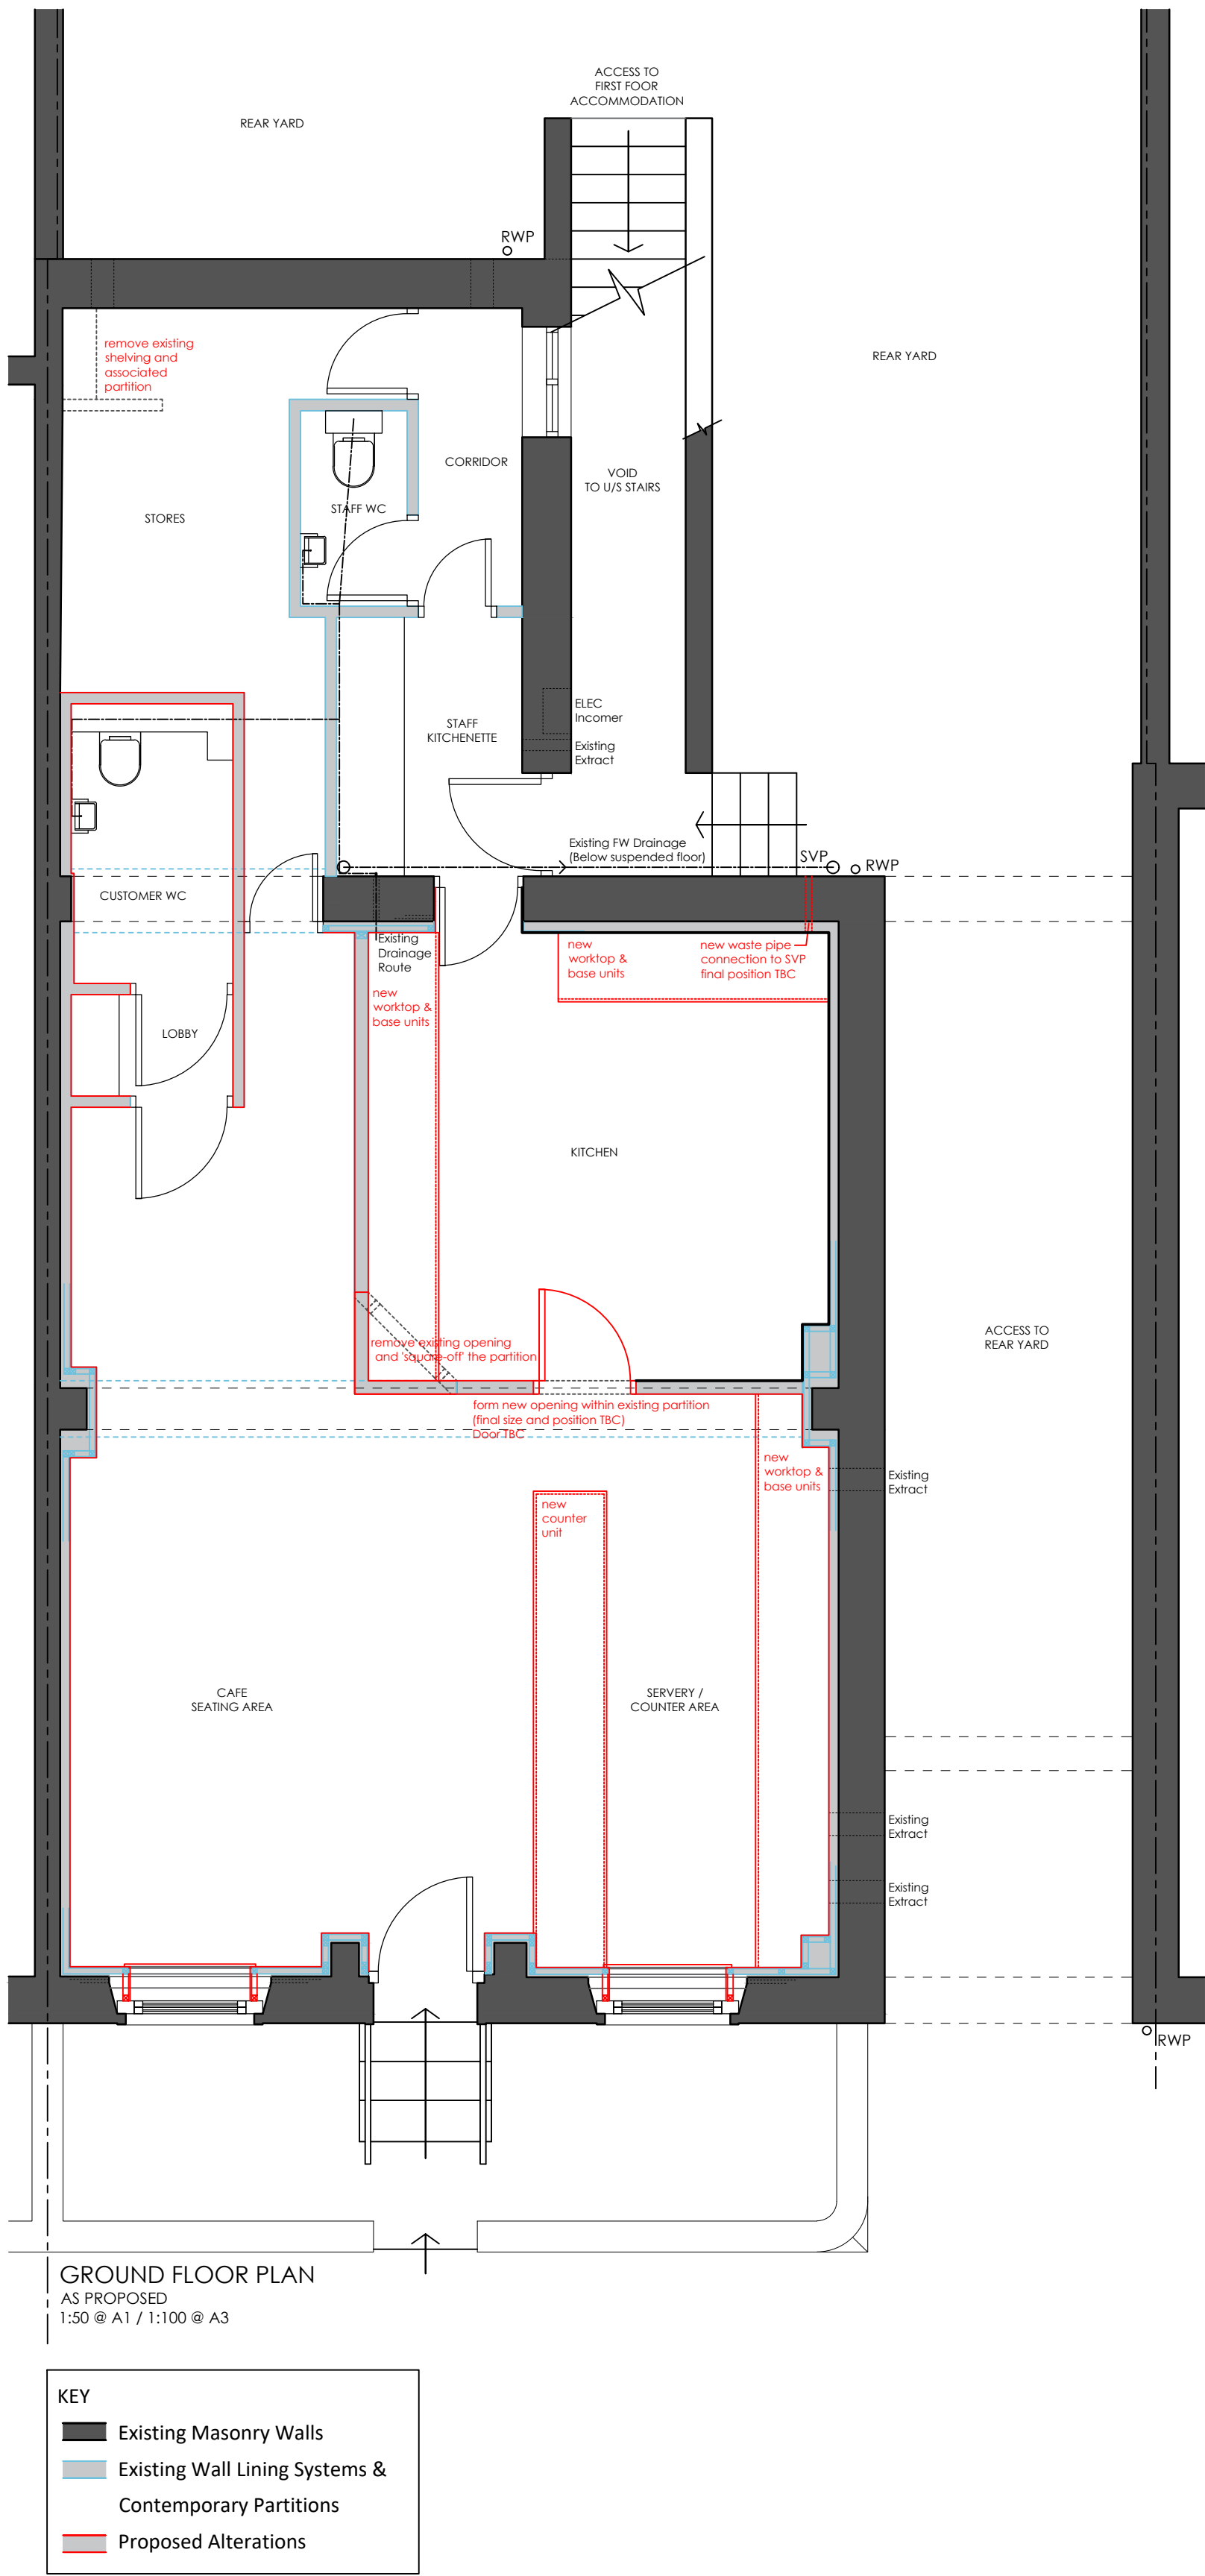 ACCESS TO
FIRST FOOR
ACCOMMODATION
REAR YARD
RWP
remove existing
shelving and
associated
partition
REAR YARD
CORRIDOR
VOID
TO U/S STAIRS
STAFF WC
STORES
ELEC
Incomer
STAFF
KITCHENETTE
Existing
Extract
Existing FW Drainage
(Below suspended floor)
SVP
RWP
CUSTOMER WC
Existing
Drainage
Route
new
worktop &
base units
new waste pipe
connection to SVP
final position TBC
new
worktop &
base units
LOBBY
KITCHEN
ACCESS TO
REAR YARD
remove existing opening
and 'square-off' the partition
form new opening within existing partition
(final size and position TBC)
Door TBC
new
worktop &
base units
Existing
Extract
new
counter
unit
CAFE
SEATING AREA
SERVERY /
COUNTER AREA
Existing
Extract
Existing
Extract
RWP
GROUND FLOOR PLAN
AS PROPOSED
1:50 @ A1 / 1:100 @ A3
KEY
Existing Masonry Walls
Existing Wall Lining Systems &
Contemporary Partitions
Proposed Alterations